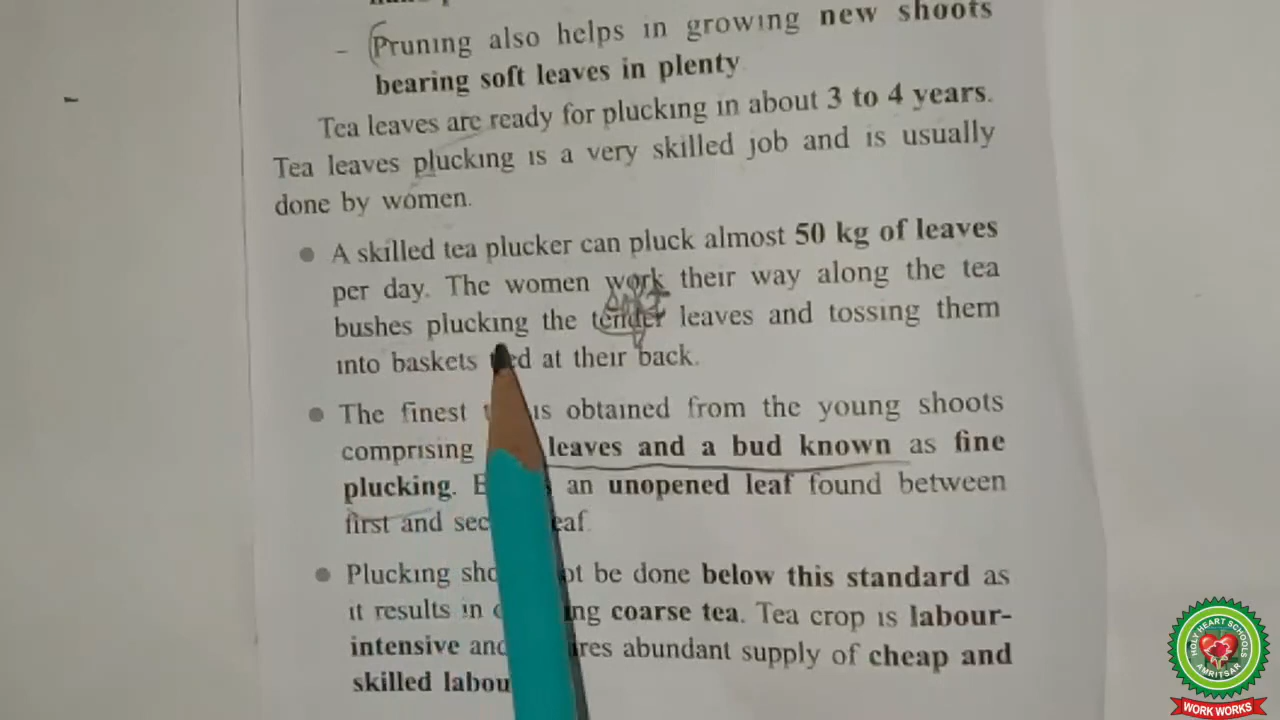 – Pruning also helps in growing new shoots
bearing soft leaves in plenty
Tea leaves are ready for plucking in about 3 to 4 years.
Tea leaves plucking is a very skilled job and is usually
done by women.
● A skilled tea plucker can pluck almost 50 kg of leaves
per day. The women work their way along the tea
soft
bushes plucking the tender leaves and tossing them
into baskets at their back.
● The finest is obtained from the young shoots
comprising leaves and a bud known as fine
plucking. an unopened leaf found between
first and
● Plucking be done below this standard as
it results in coarse tea. Tea crop is labour-
intensive abundant supply of cheap and
skilled
HOLY HEART SCHOOLS
AMRITSAR
WORK WORKS